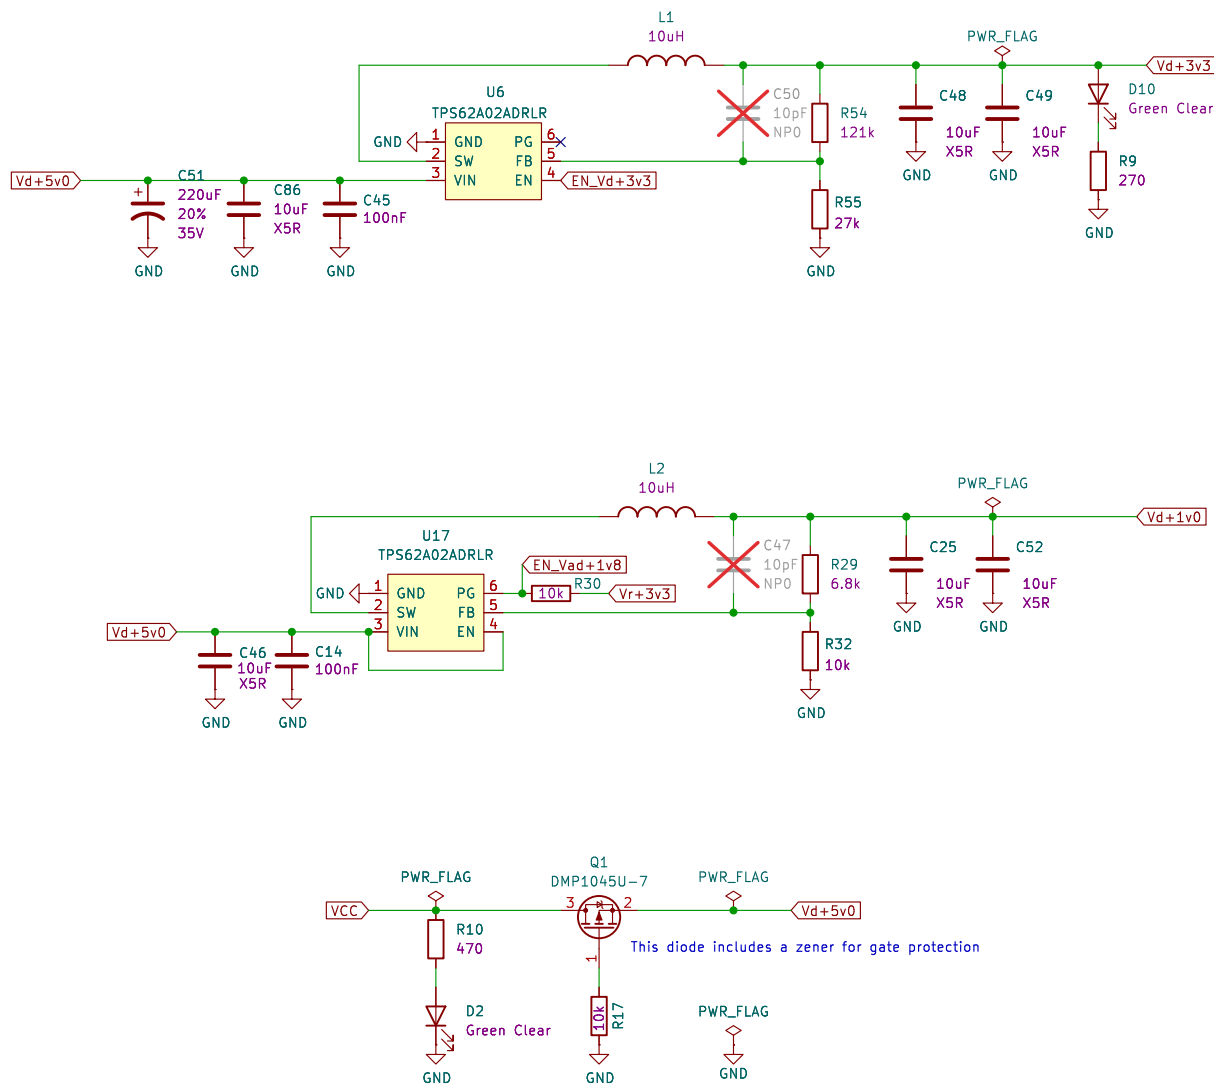 L1
10uH
PWR_FLAG
Vd+3v3
U6
TPS62A02ADRLR
C50
10pF
NP0
R54
121k
C48
10uF
X5R
C49
10uF
X5R
D10
Green Clear
GND
1 GND PG 6
2 SW FB 5
3 VIN EN 4
EN_Vd+3v3
Vd+5v0
C51
220uF
20%
35V
C86
10uF
X5R
C45
100nF
R55
27k
R9
270
GND
GND
GND
GND
GND
GND
GND
L2
10uH
PWR_FLAG
Vd+1v0
U17
TPS62A02ADRLR
EN_Vad+1v8
R30
10k
Vr+3v3
C47
10pF
NP0
R29
6.8k
C25
10uF
X5R
C52
10uF
X5R
GND
1 GND PG 6
2 SW FB 5
3 VIN EN 4
Vd+5v0
C46
10uF
X5R
C14
100nF
R32
10k
GND
GND
GND
GND
GND
Q1
DMP1045U-7
PWR_FLAG
PWR_FLAG
VCC
3
2
1
Vd+5v0
R10
470
This diode includes a zener for gate protection
D2
Green Clear
10k
R17
PWR_FLAG
GND
GND
GND